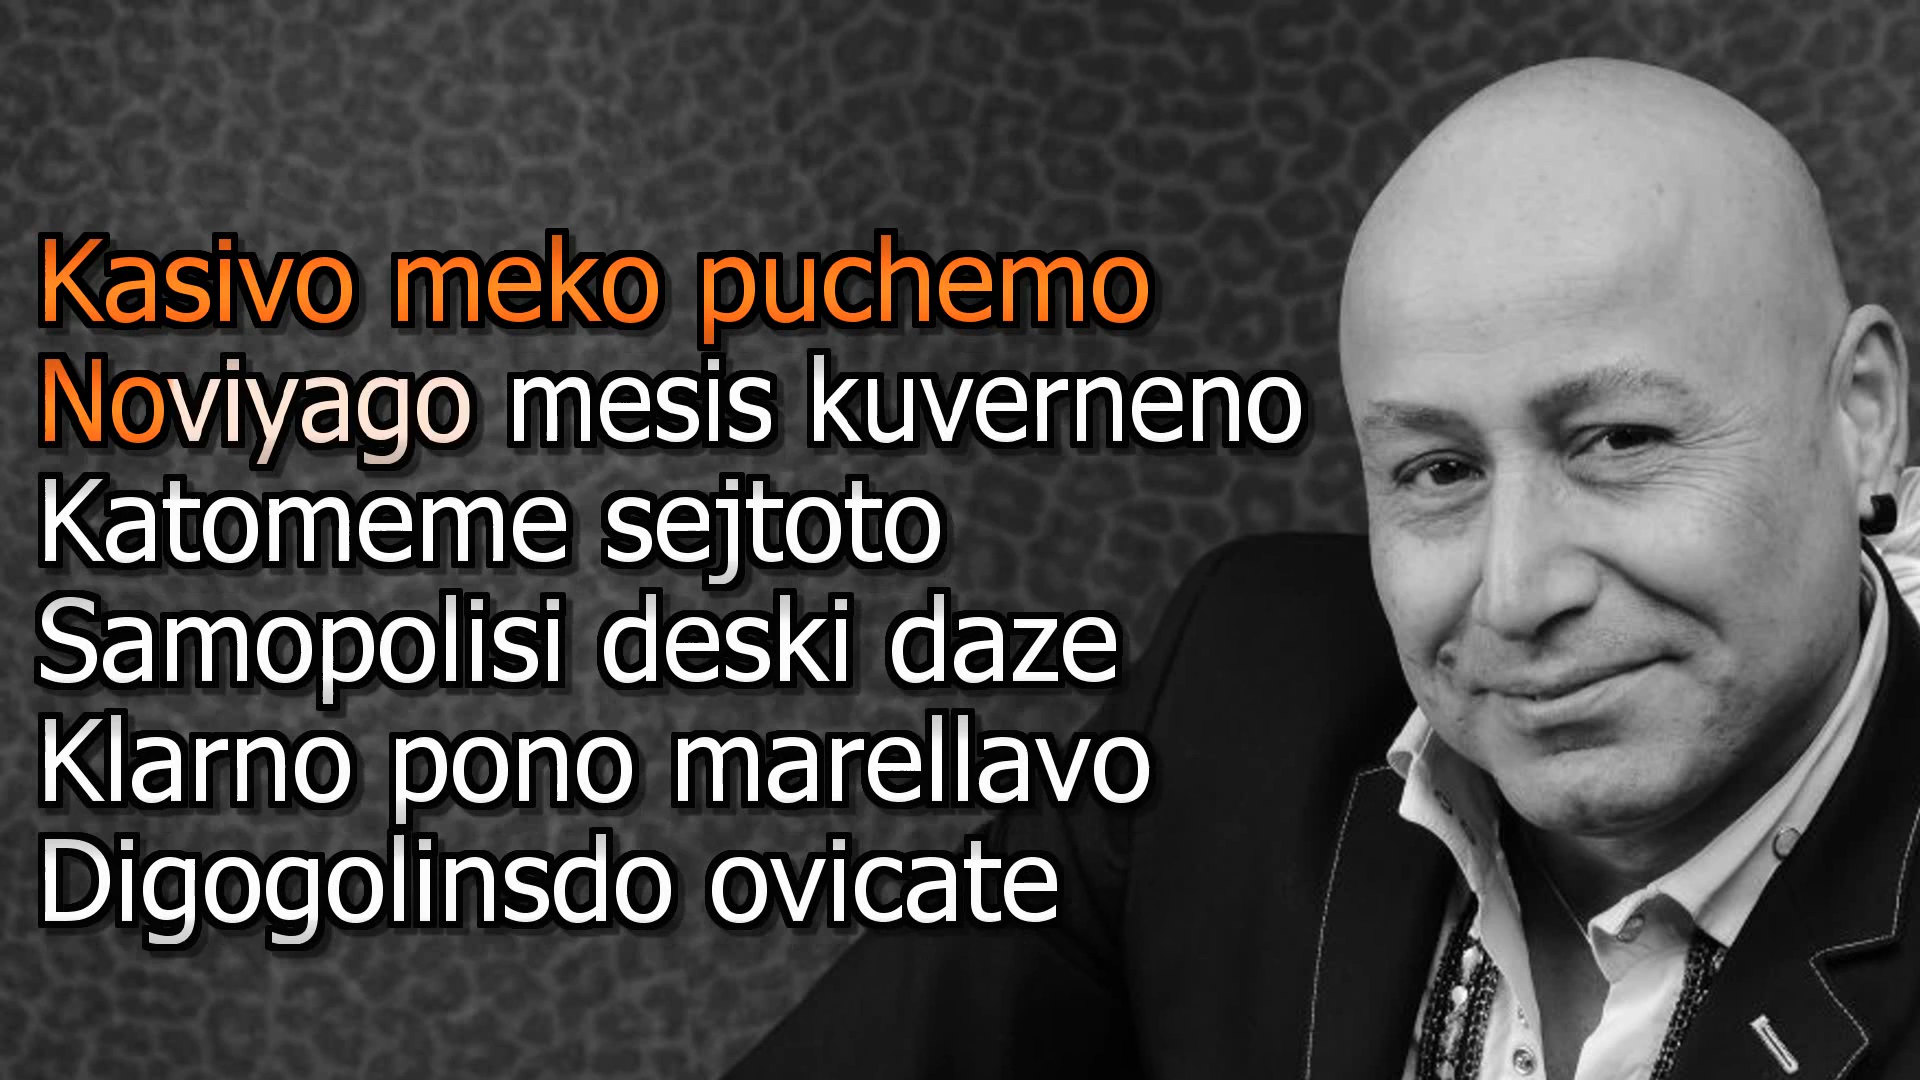 Kasivo meko puchemo
Noviyago mesis kuverneno
Katomeme sejtoto
Samopolisi deski daze
Klarno pono marellavo
Digogolinsdo ovicate